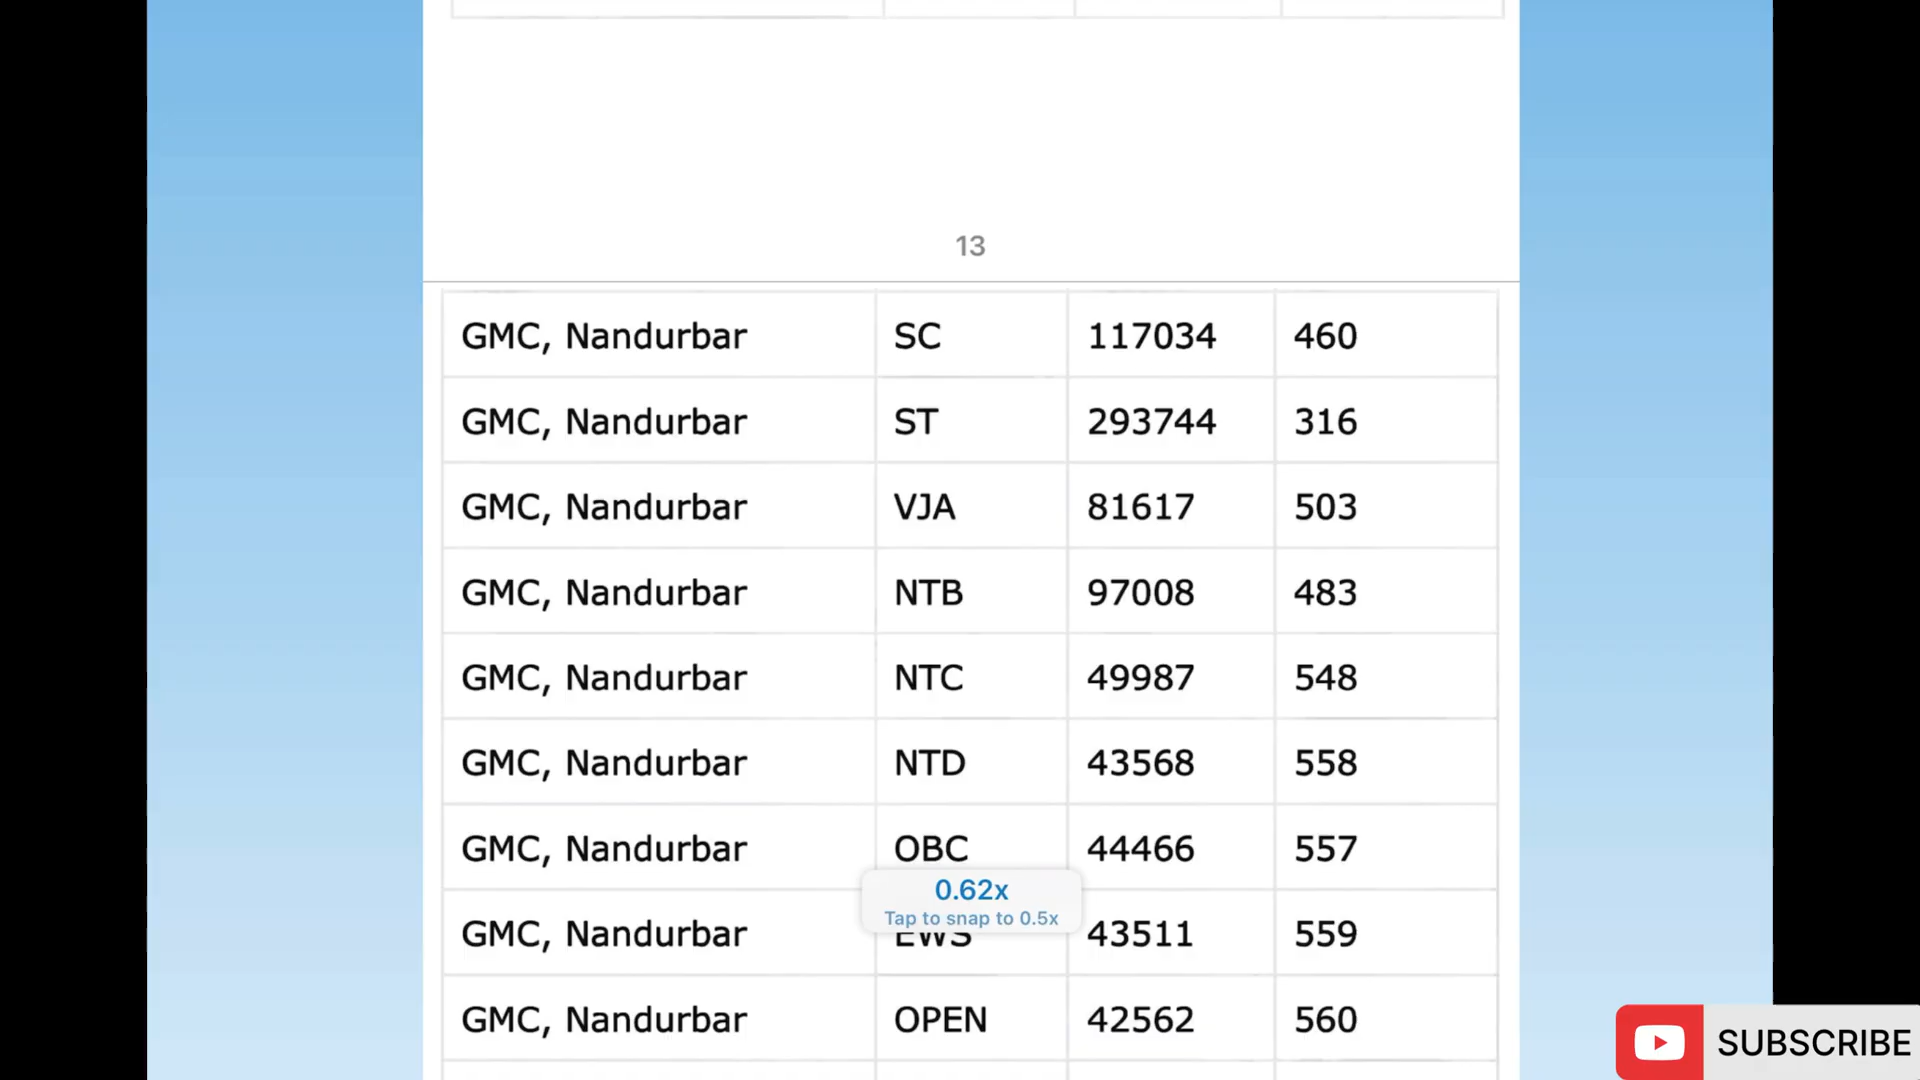 13
GMC, Nandurbar SC 117034 460
GMC, Nandurbar ST 293744 316
GMC, Nandurbar VJA 81617 503
GMC, Nandurbar NTB 97008 483
GMC, Nandurbar NTC 49987 548
GMC, Nandurbar NTD 43568 558
GMC, Nandurbar OBC 44466 557
0.62x
Tap to snap to 0.5x
GMC, Nandurbar EWS 43511 559
GMC, Nandurbar OPEN 42562 560
SUBSCRIBE